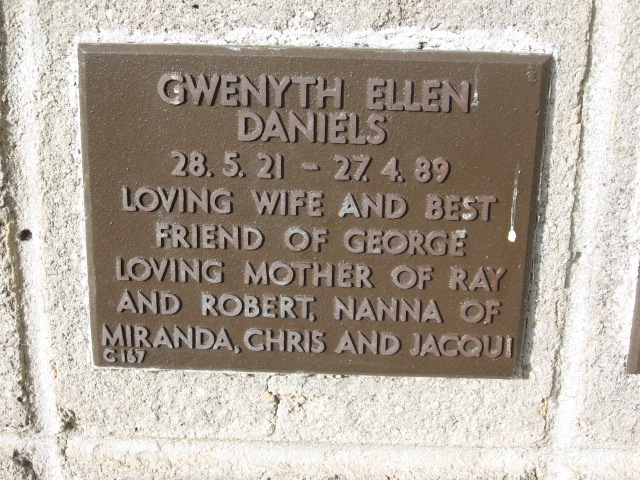 GWENYTH ELLEN
DANIELS
28. 5. 21 - 27. 4. 89
LOVING WIFE AND BEST
FRIEND OF GEORGE
LOVING MOTHER OF RAY
AND ROBERT, NANNA OF
MIRANDA, CHRIS AND JACQUI
C167